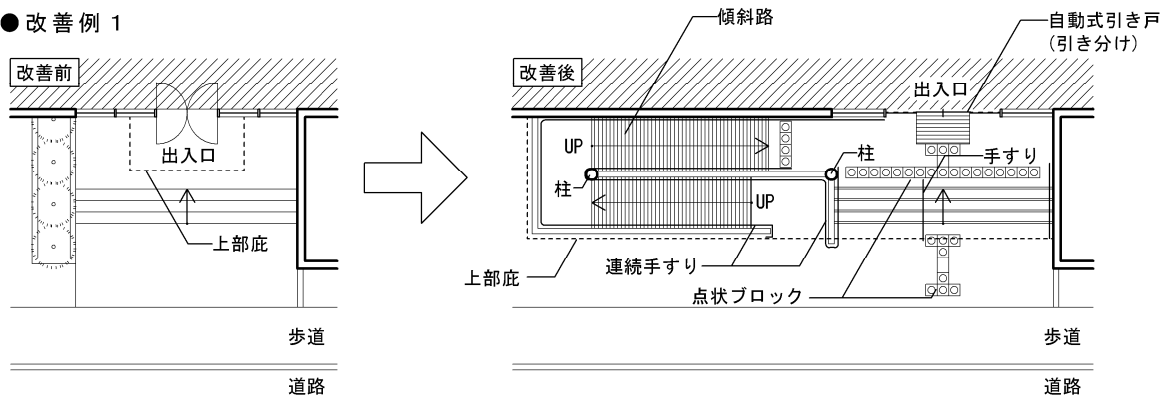 ●改善例１
改善前
出入口
上部庇
歩道
道路
改善後
傾斜路
自動式引き戸
(引き分け)
出入口
UP
柱
手すり
柱
UP
上部庇
連続手すり
点状ブロック
歩道
道路